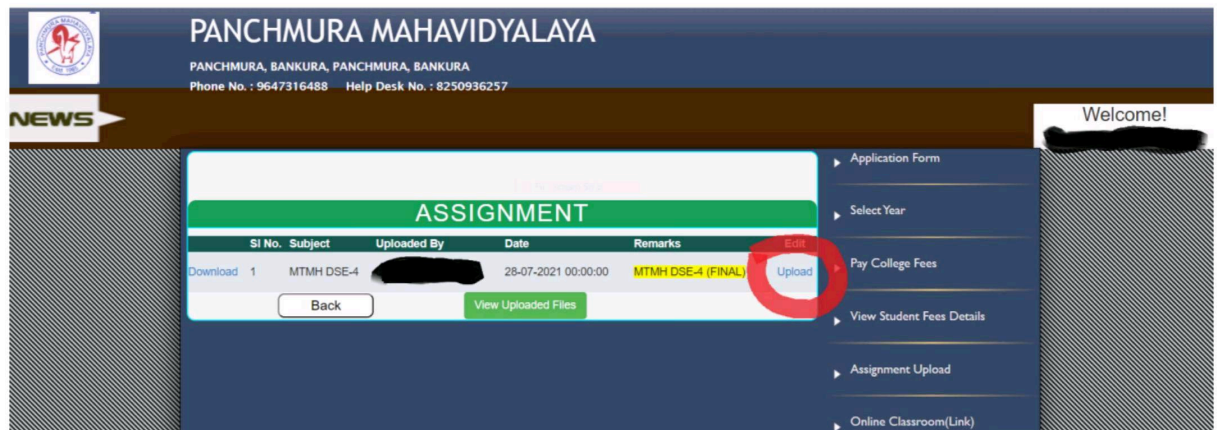 PANCHMURA MAHAVIDYALAYA
PANCHMURA, BANKURA, PANCHMURA, BANKURA
Phone No. : 9647316488 Help Desk No. : 8250936257
NEWS
Welcome!
ASSIGNMENT
Sl No. Subject Uploaded By Date Remarks Edit
Download 1 MTMH DSE-4 28-07-2021 00:00:00 MTMH DSE-4 (FINAL) Upload
Back View Uploaded Files
Application Form
Select Year
Pay College Fees
View Student Fees Details
Assignment Upload
Online Classroom(Link)